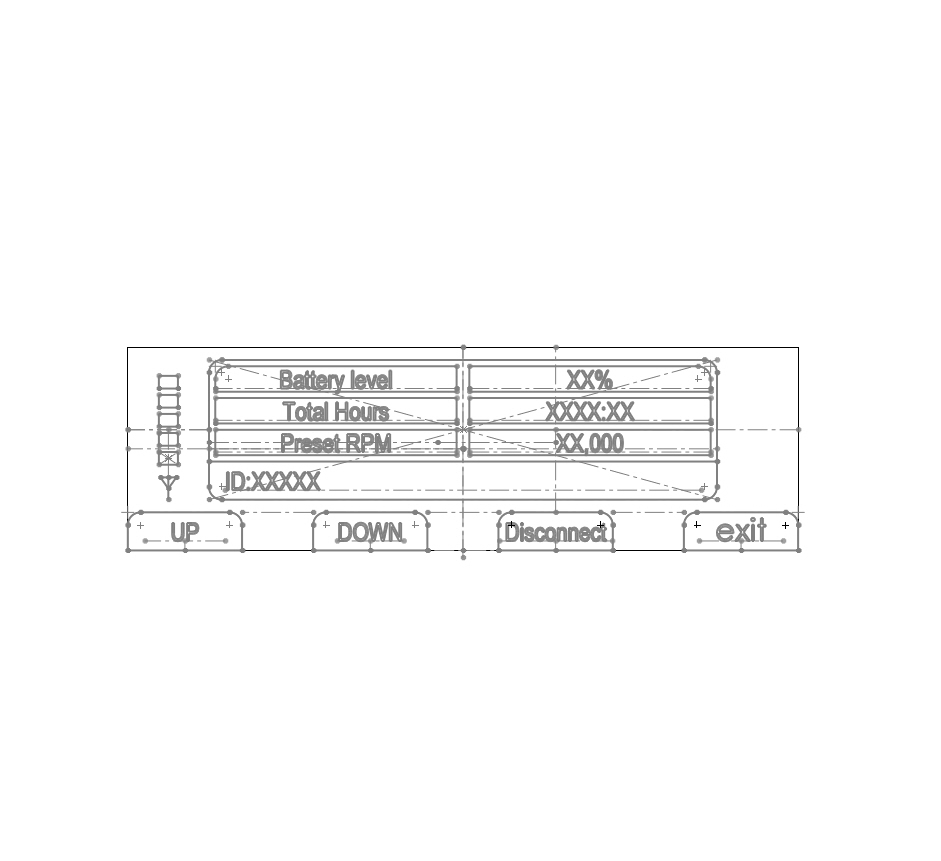 Battery level XX%
Total Hours XXXX:XX
Preset RPM XX,000
ID:XXXXX
UP DOWN Disconnect exit